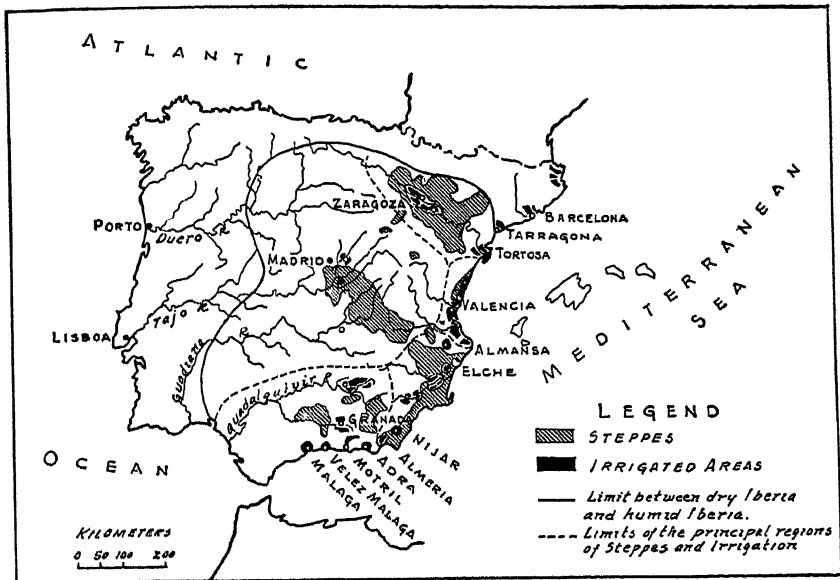 ATLANTIC
ZARAGOZA
BARCELONA
TARRAGONA
PORTO
Duero R.
MADRID
TORTOSA
MEDITERRANEAN
SEA
VALENCIA
Tajo R.
LISBOA
R.
Guadiana
ALMANSA
ELCHE
Guadalquivir R.
GRANADA
NIJAR
ALMERIA
ADRA
MOTRIL
VELEZ MALAGA
MALAGA
OCEAN
KILOMETERS
0 50 100 200
LEGEND
STEPPES
IRRIGATED AREAS
Limit between dry Iberia
and humid Iberia.
Limits of the principal regions
of Steppes and Irrigation